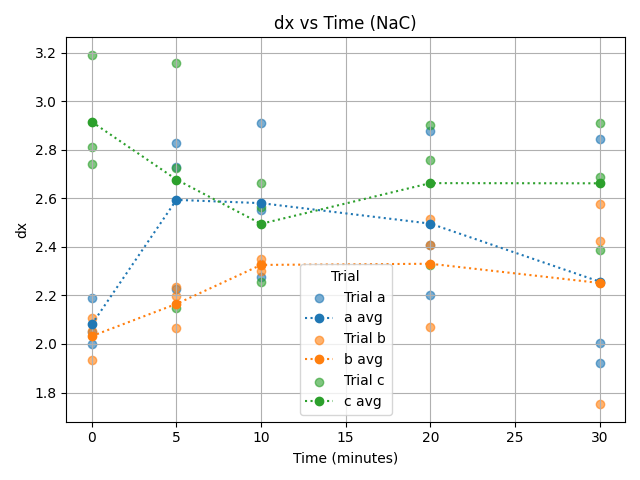 dx vs Time (NaC)
3.2
3.0
2.8
2.6
2.4
2.2
2.0
1.8
dx
Trial
Trial a
a avg
Trial b
b avg
Trial c
c avg
0
5
10
15
20
25
30
Time (minutes)